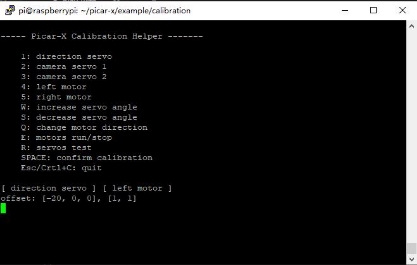 pi@raspberrypi: ~/picar-x/example/calibration
----- Picar-X Calibration Helper -------
1: direction servo
2: camera servo 1
3: camera servo 2
4: left motor
5: right motor
W: increase servo angle
S: decrease servo angle
Q: change motor direction
E: motors run/stop
R: servos test
SPACE: confirm calibration
Esc/Crtl+C: quit
[ direction servo ] [ left motor ]
offset: [-20, 0, 0], [1, 1]